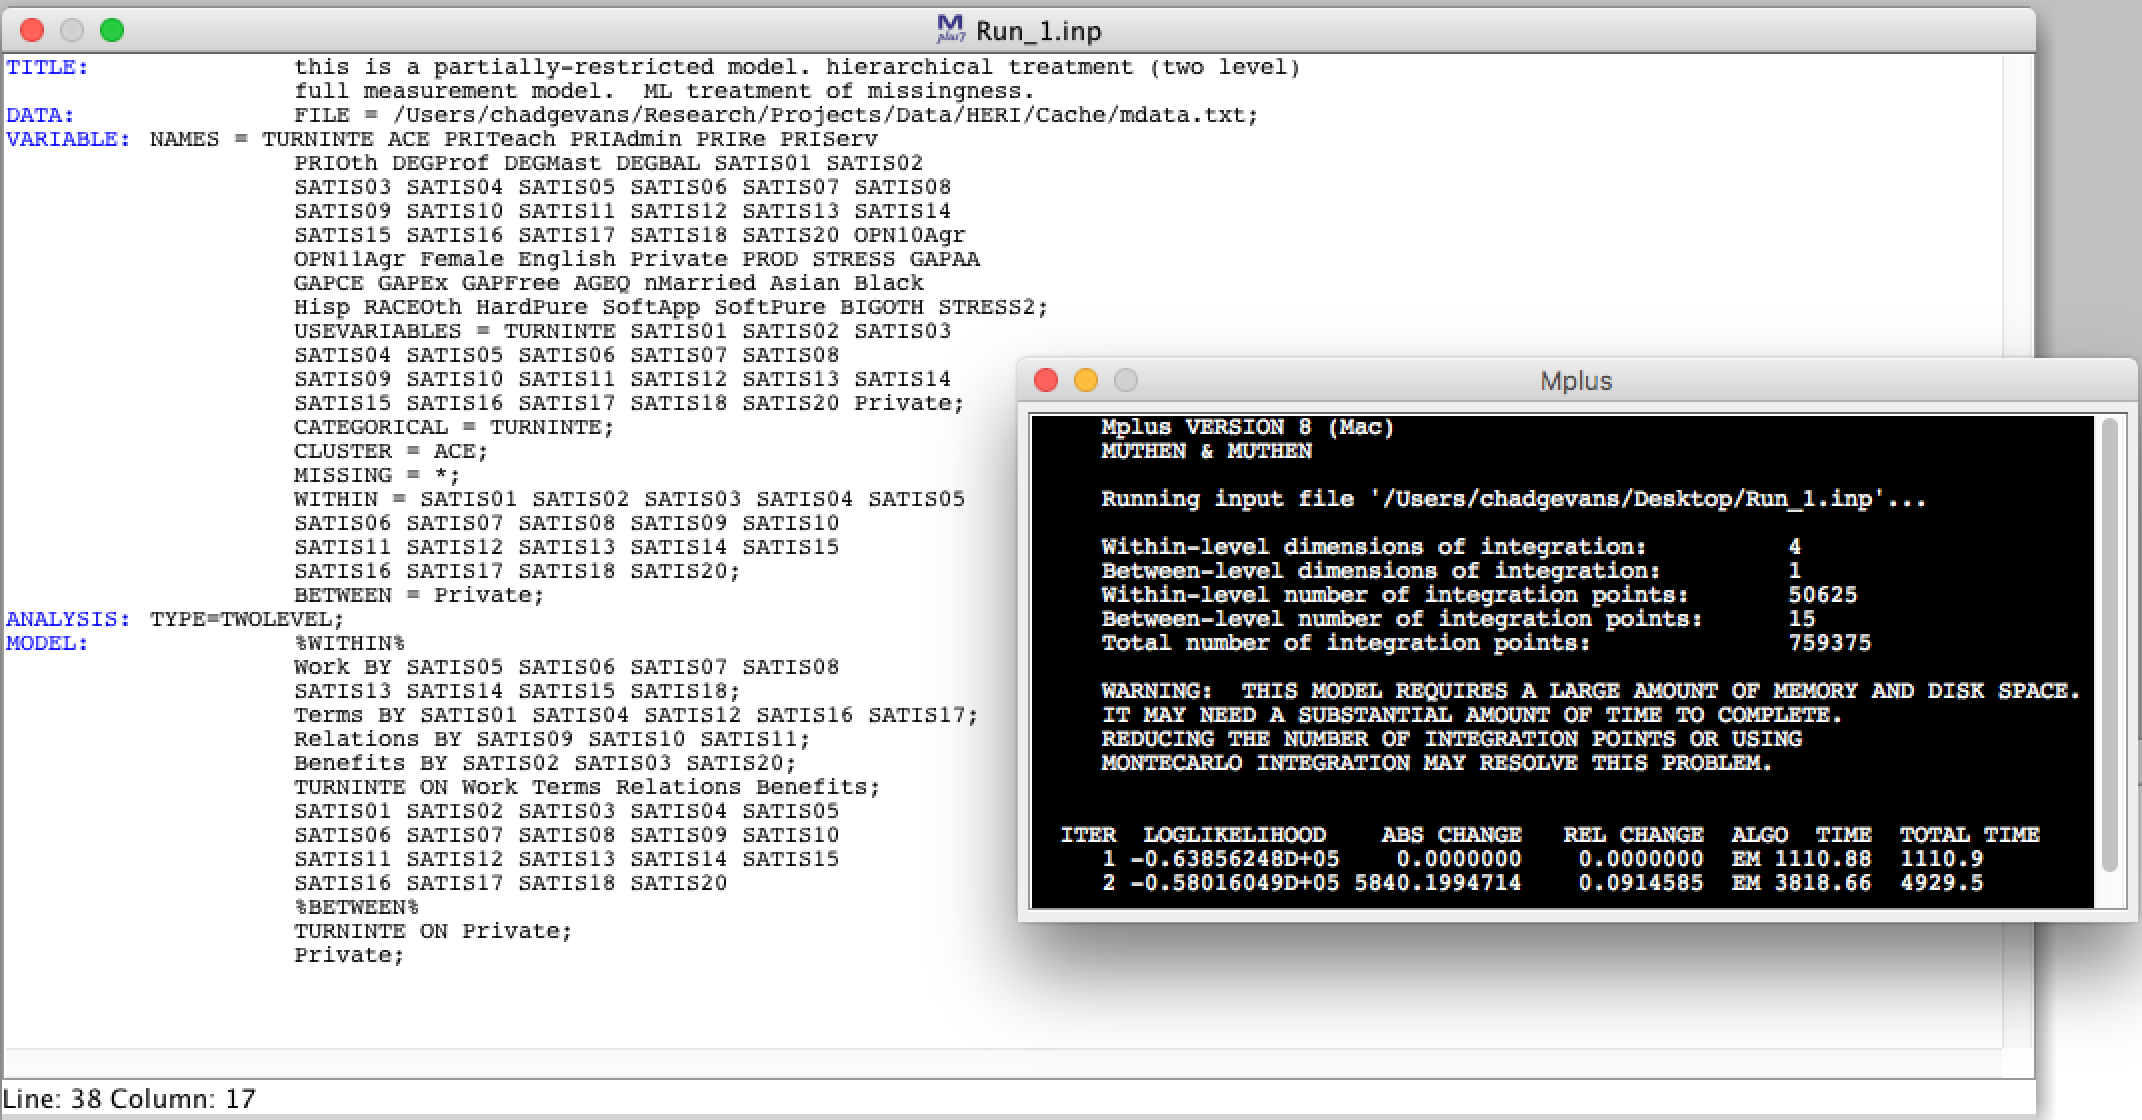 Mplus7 Run_1.inp
TITLE: this is a partially-restricted model. hierarchical treatment (two level)
full measurement model.  ML treatment of missingness.
DATA: FILE = /Users/chadgevans/Research/Projects/Data/HERI/Cache/mdata.txt;
VARIABLE: NAMES = TURNINTE ACE PRITeach PRIAdmin PRIRe PRIServ
PRIOth DEGProf DEGMast DEGBAL SATIS01 SATIS02
SATIS03 SATIS04 SATIS05 SATIS06 SATIS07 SATIS08
SATIS09 SATIS10 SATIS11 SATIS12 SATIS13 SATIS14
SATIS15 SATIS16 SATIS17 SATIS18 SATIS20 OPN10Agr
OPN11Agr Female English Private PROD STRESS GAPAA
GAPCE GAPEx GAPFree AGEQ nMarried Asian Black
Hisp RACEOth HardPure SoftApp SoftPure BIGOTH STRESS2;
USEVARIABLES = TURNINTE SATIS01 SATIS02 SATIS03
SATIS04 SATIS05 SATIS06 SATIS07 SATIS08
SATIS09 SATIS10 SATIS11 SATIS12 SATIS13 SATIS14
SATIS15 SATIS16 SATIS17 SATIS18 SATIS20 Private;
CATEGORICAL = TURNINTE;
CLUSTER = ACE;
MISSING = *;
WITHIN = SATIS01 SATIS02 SATIS03 SATIS04 SATIS05
SATIS06 SATIS07 SATIS08 SATIS09 SATIS10
SATIS11 SATIS12 SATIS13 SATIS14 SATIS15
SATIS16 SATIS17 SATIS18 SATIS20;
BETWEEN = Private;
ANALYSIS: TYPE=TWOLEVEL;
MODEL: %WITHIN%
Work BY SATIS05 SATIS06 SATIS07 SATIS08
SATIS13 SATIS14 SATIS15 SATIS18;
Terms BY SATIS01 SATIS04 SATIS12 SATIS16 SATIS17;
Relations BY SATIS09 SATIS10 SATIS11;
Benefits BY SATIS02 SATIS03 SATIS20;
TURNINTE ON Work Terms Relations Benefits;
SATIS01 SATIS02 SATIS03 SATIS04 SATIS05
SATIS06 SATIS07 SATIS08 SATIS09 SATIS10
SATIS11 SATIS12 SATIS13 SATIS14 SATIS15
SATIS16 SATIS17 SATIS18 SATIS20
%BETWEEN%
TURNINTE ON Private;
Private;
Line: 38 Column: 17
Mplus
Mplus VERSION 8 (Mac)
MUTHEN & MUTHEN
Running input file '/Users/chadgevans/Desktop/Run_1.inp'...
Within-level dimensions of integration: 4
Between-level dimensions of integration: 1
Within-level number of integration points: 50625
Between-level number of integration points: 15
Total number of integration points: 759375
WARNING:  THIS MODEL REQUIRES A LARGE AMOUNT OF MEMORY AND DISK SPACE.
IT MAY NEED A SUBSTANTIAL AMOUNT OF TIME TO COMPLETE.
REDUCING THE NUMBER OF INTEGRATION POINTS OR USING
MONTECARLO INTEGRATION MAY RESOLVE THIS PROBLEM.
ITER LOGLIKELIHOOD ABS CHANGE REL CHANGE ALGO TIME TOTAL TIME
1 -0.63856248D+05 0.0000000 0.0000000 EM 1110.88 1110.9
2 -0.58016049D+05 5840.1994714 0.0914585 EM 3818.66 4929.5